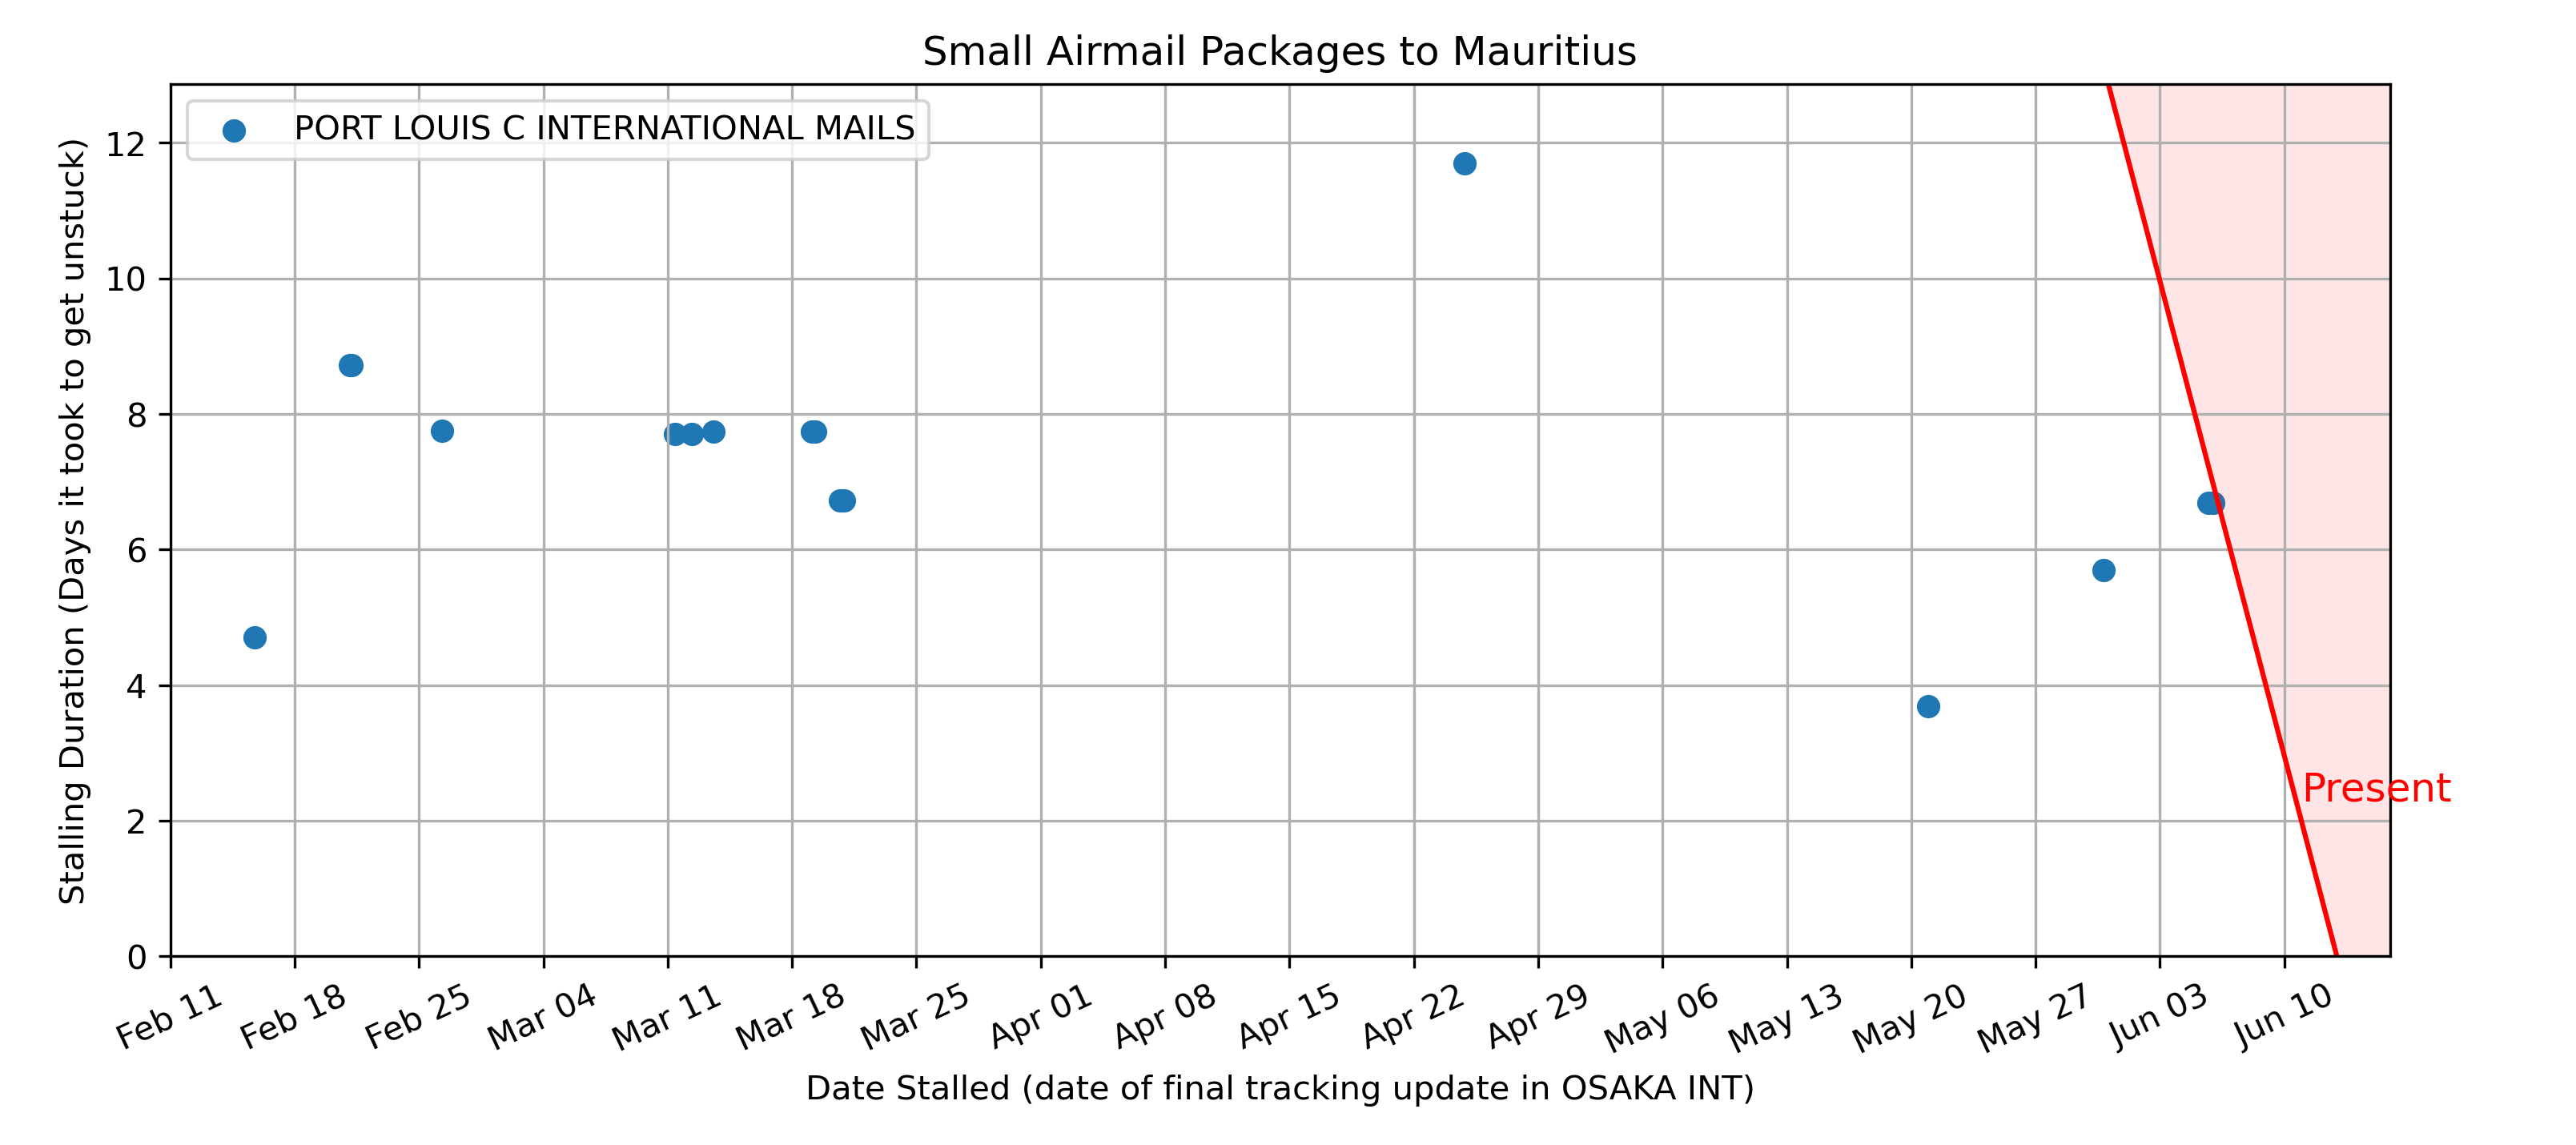 Small Airmail Packages to Mauritius
PORT LOUIS C INTERNATIONAL MAILS
Stalling Duration (Days it took to get unstuck)
12
10
8
6
4
2
0
Present
Feb 11
Feb 18
Feb 25
Mar 04
Mar 11
Mar 18
Mar 25
Apr 01
Apr 08
Apr 15
Apr 22
Apr 29
May 06
May 13
May 20
May 27
Jun 03
Jun 10
Date Stalled (date of final tracking update in OSAKA INT)